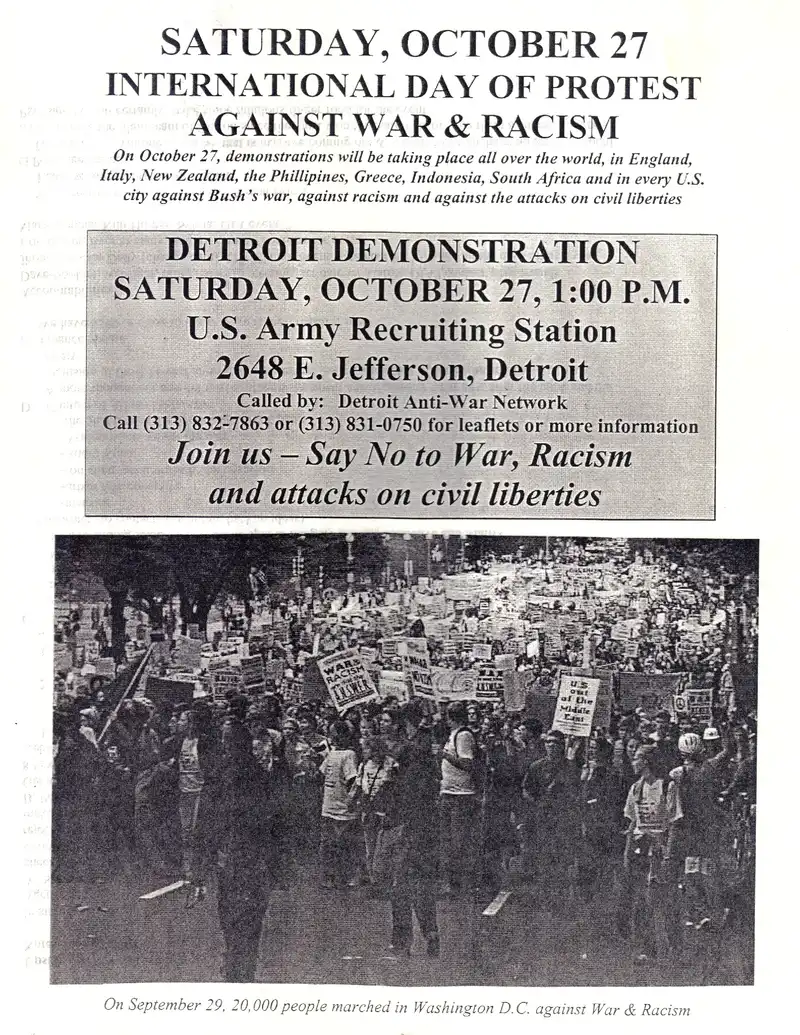 SATURDAY, OCTOBER 27
INTERNATIONAL DAY OF PROTEST
AGAINST WAR & RACISM
On October 27, demonstrations will be taking place all over the world, in England,
Italy, New Zealand, the Phillipines, Greece, Indonesia, South Africa and in every U.S.
city against Bush's war, against racism and against the attacks on civil liberties
DETROIT DEMONSTRATION
SATURDAY, OCTOBER 27, 1:00 P.M.
U.S. Army Recruiting Station
2648 E. Jefferson, Detroit
Called by: Detroit Anti-War Network
Call (313) 832-7863 or (313) 831-0750 for leaflets or more information
Join us – Say No to War, Racism
and attacks on civil liberties
WAR &
RACISM
ANSWER
U.S.
out
of the
Middle
East
On September 29, 20,000 people marched in Washington D.C. against War & Racism